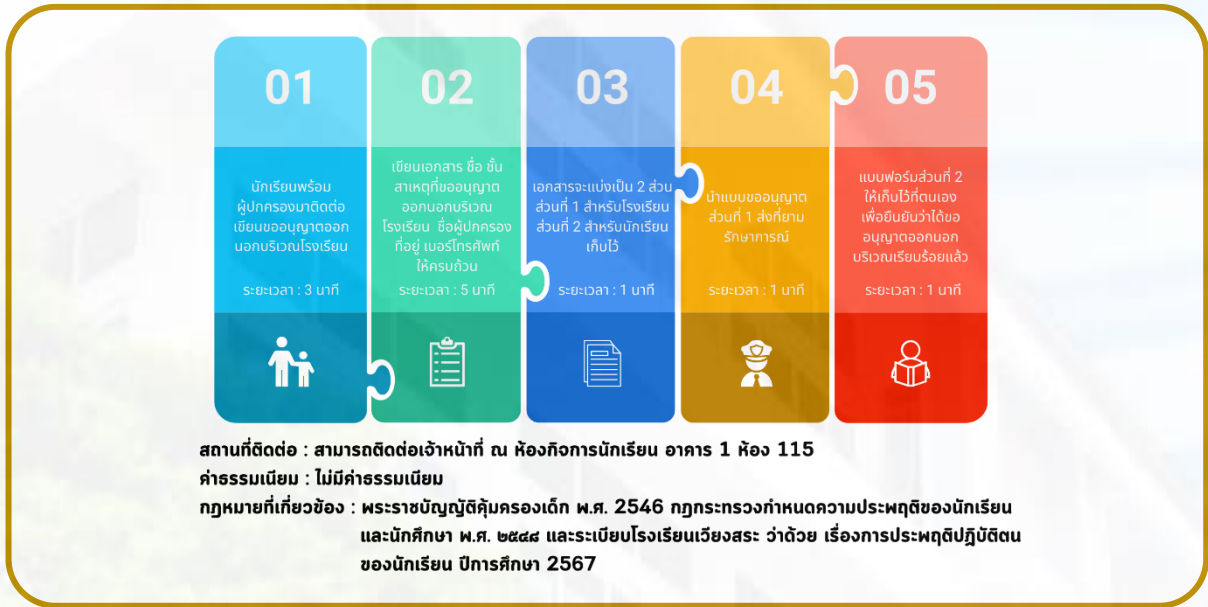 01
นักเรียนพร้อม
ผู้ปกครองมาติดต่อ
เขียนขออนุญาตออก
นอกบริเวณโรงเรียน
ระยะเวลา : 3 นาที
02
เขียนเอกสาร ชื่อ ชั้น
สาเหตุที่ขออนุญาต
ออกนอกบริเวณ
โรงเรียน ชื่อผู้ปกครอง
ที่อยู่ เบอร์โทรศัพท์
ให้ครบถ้วน
ระยะเวลา : 5 นาที
03
เอกสารจะแบ่งเป็น 2 ส่วน
ส่วนที่ 1 สำหรับโรงเรียน
ส่วนที่ 2 สำหรับนักเรียน
เก็บไว้
ระยะเวลา : 1 นาที
04
นำแบบขออนุญาต
ส่วนที่ 1 ส่งที่ยาม
รักษาการณ์
ระยะเวลา : 1 นาที
05
แบบฟอร์มส่วนที่ 2
ให้เก็บไว้ที่ตนเอง
เพื่อยืนยันว่าได้ขอ
อนุญาตออกนอก
บริเวณเรียบร้อยแล้ว
ระยะเวลา : 1 นาที
สถานที่ติดต่อ : สามารถติดต่อเจ้าหน้าที่ ณ ห้องกิจการนักเรียน อาคาร 1 ห้อง 115
ค่าธรรมเนียม : ไม่มีค่าธรรมเนียม
กฎหมายที่เกี่ยวข้อง : พระราชบัญญัติคุ้มครองเด็ก พ.ศ. 2546 กฎกระทรวงกำหนดความประพฤติของนักเรียน
และนักศึกษา พ.ศ. ๒๕๔๘ และระเบียบโรงเรียนเวียงสระ ว่าด้วย เรื่องการประพฤติปฏิบัติตน
ของนักเรียน ปีการศึกษา 2567